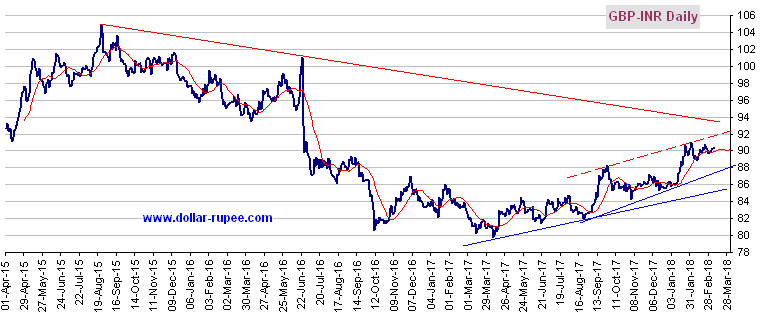 GBP-INR Daily
106
104
102
100
98
96
94
92
90
88
86
84
82
80
78
www.dollar-rupee.com
01-Apr-15
29-Apr-15
27-May-15
24-Jun-15
22-Jul-15
19-Aug-15
16-Sep-15
14-Oct-15
11-Nov-15
09-Dec-15
06-Jan-16
03-Feb-16
02-Mar-16
30-Mar-16
27-Apr-16
25-May-16
22-Jun-16
20-Jul-16
17-Aug-16
14-Sep-16
12-Oct-16
09-Nov-16
07-Dec-16
04-Jan-17
01-Feb-17
01-Mar-17
29-Mar-17
26-Apr-17
24-May-17
21-Jun-17
19-Jul-17
16-Aug-17
13-Sep-17
11-Oct-17
08-Nov-17
06-Dec-17
03-Jan-18
31-Jan-18
28-Feb-18
28-Mar-18